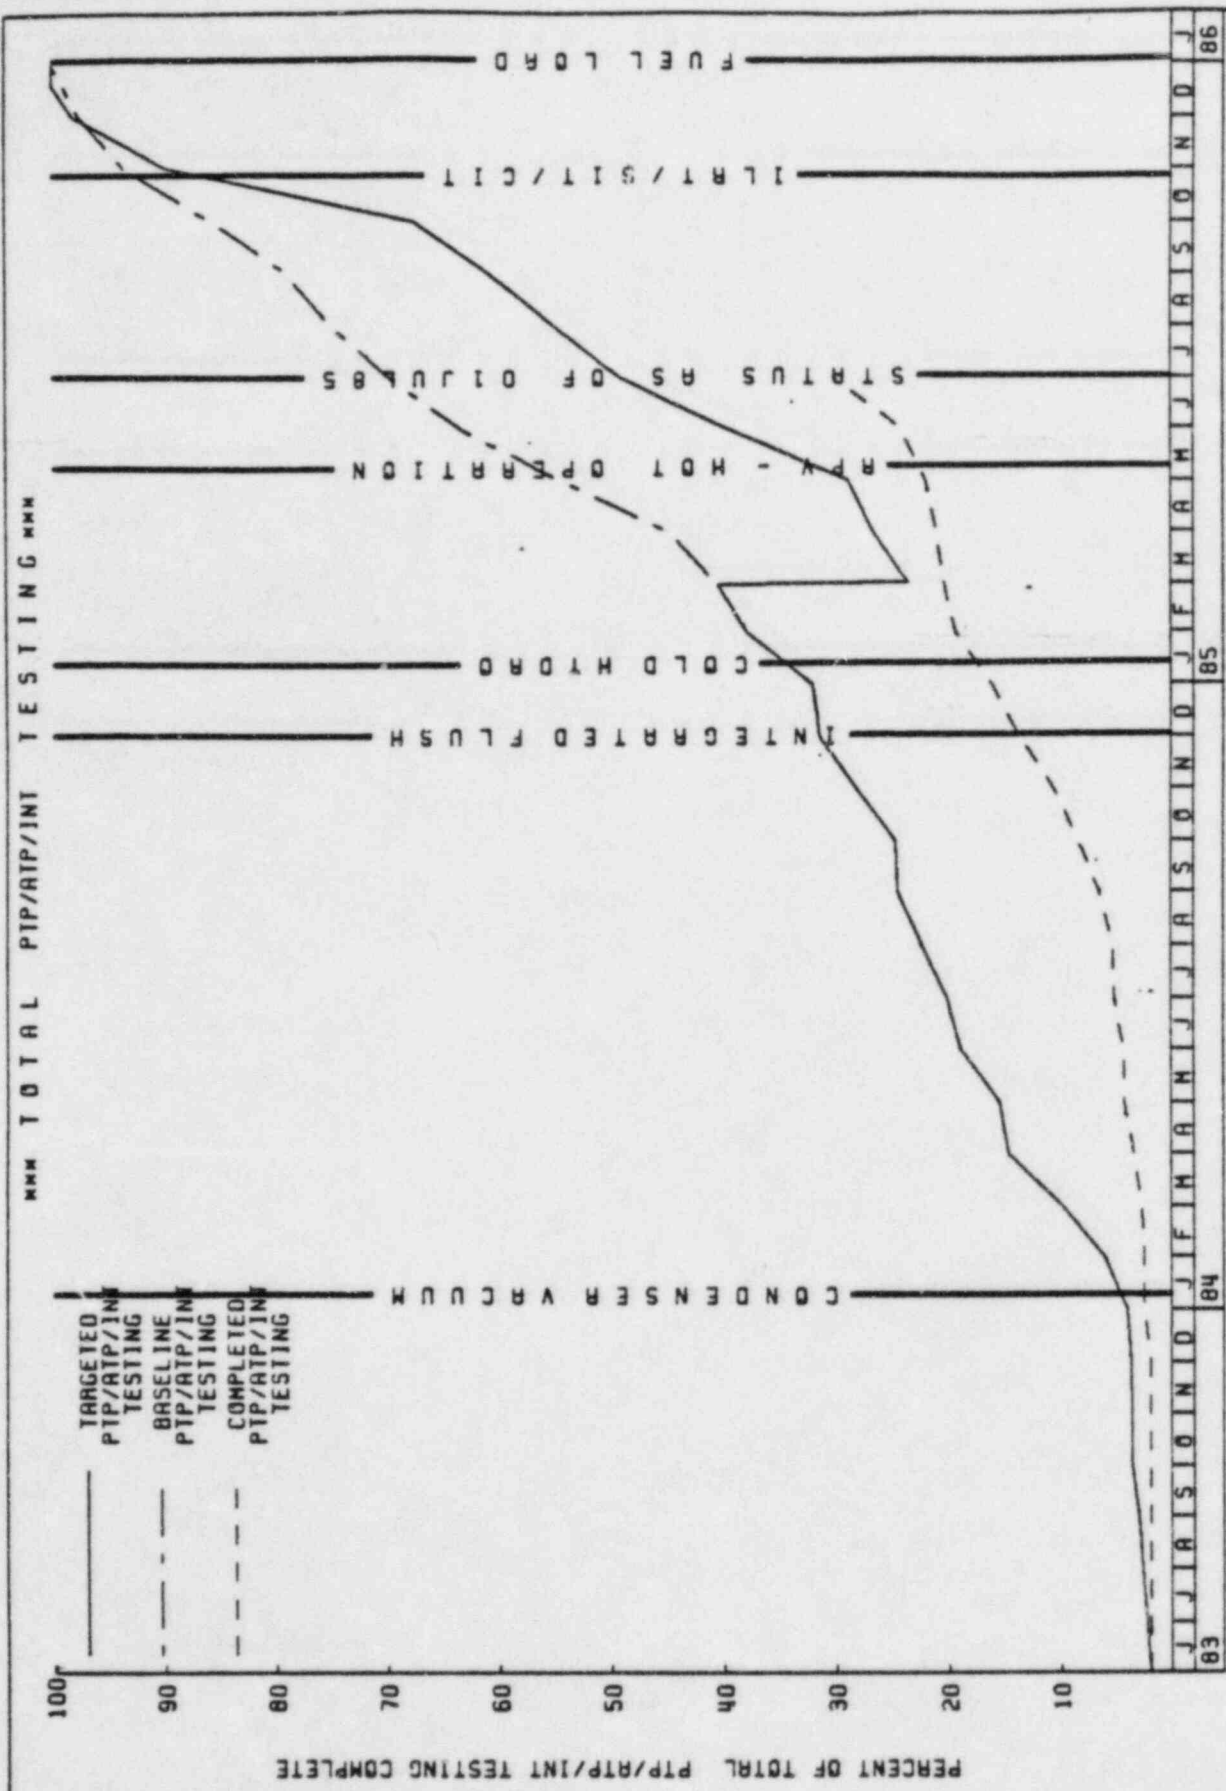 *** TOTAL PTP/ATP/INT TESTING ***
TARGETED
PTP/ATP/INT
TESTING
BASELINE
PTP/ATP/INT
TESTING
COMPLETED
PTP/ATP/INT
TESTING
PERCENT OF TOTAL PTP/ATP/INT TESTING COMPLETE
100
90
80
70
60
50
40
30
20
10
CONDENSER VACUUM
INTEGRATED FLUSH
COLD HYDRO
RPV - HOT OPERATION
STATUS AS OF 01JUL85
ILRT/SIT/CIT
FUEL LOAD
J J A S O N D J F M A M J J A S O N D J F M A M J J A S O N D J
83 84 85 86